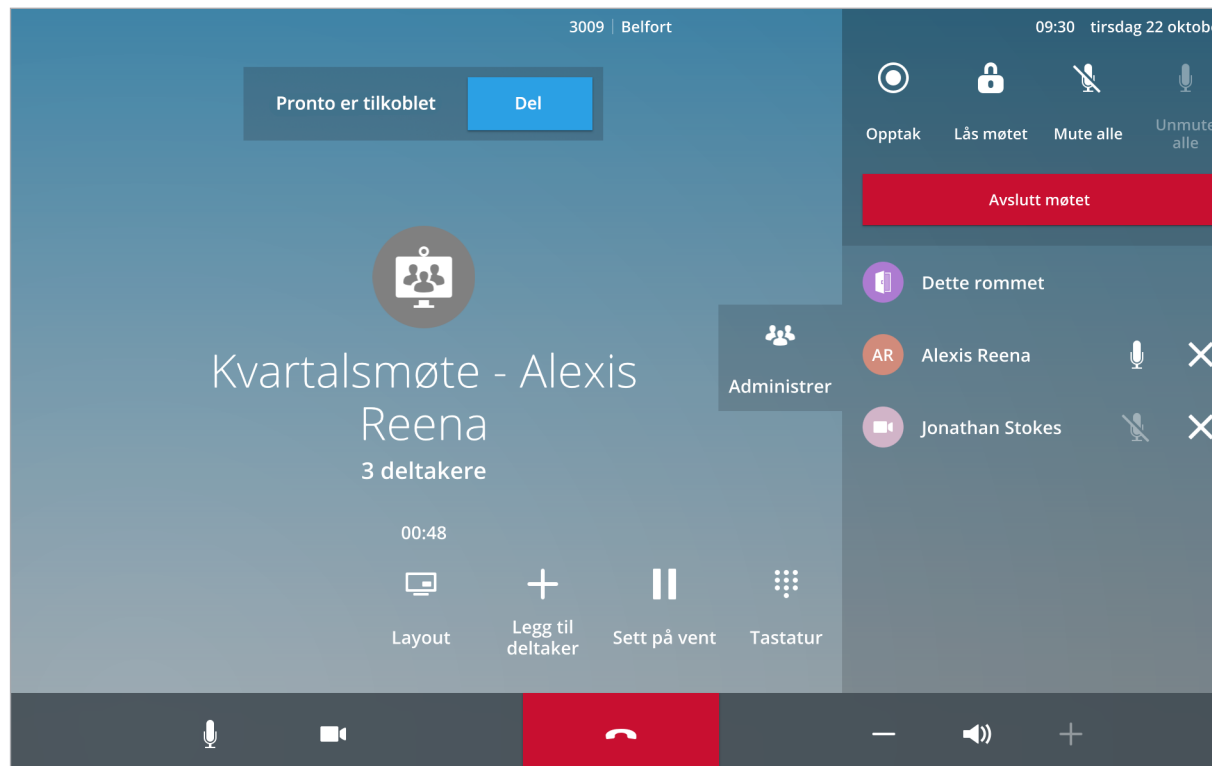 3009 | Belfort
09:30 tirsdag 22 oktobe
Pronto er tilkoblet
Del
Opptak
Lås møtet
Mute alle
Unmute
alle
Avslutt møtet
Dette rommet
AR
Alexis Reena
Jonathan Stokes
Administrer
Kvartalsmøte - Alexis
Reena
3 deltakere
00:48
Layout
Legg til
deltaker
Sett på vent
Tastatur